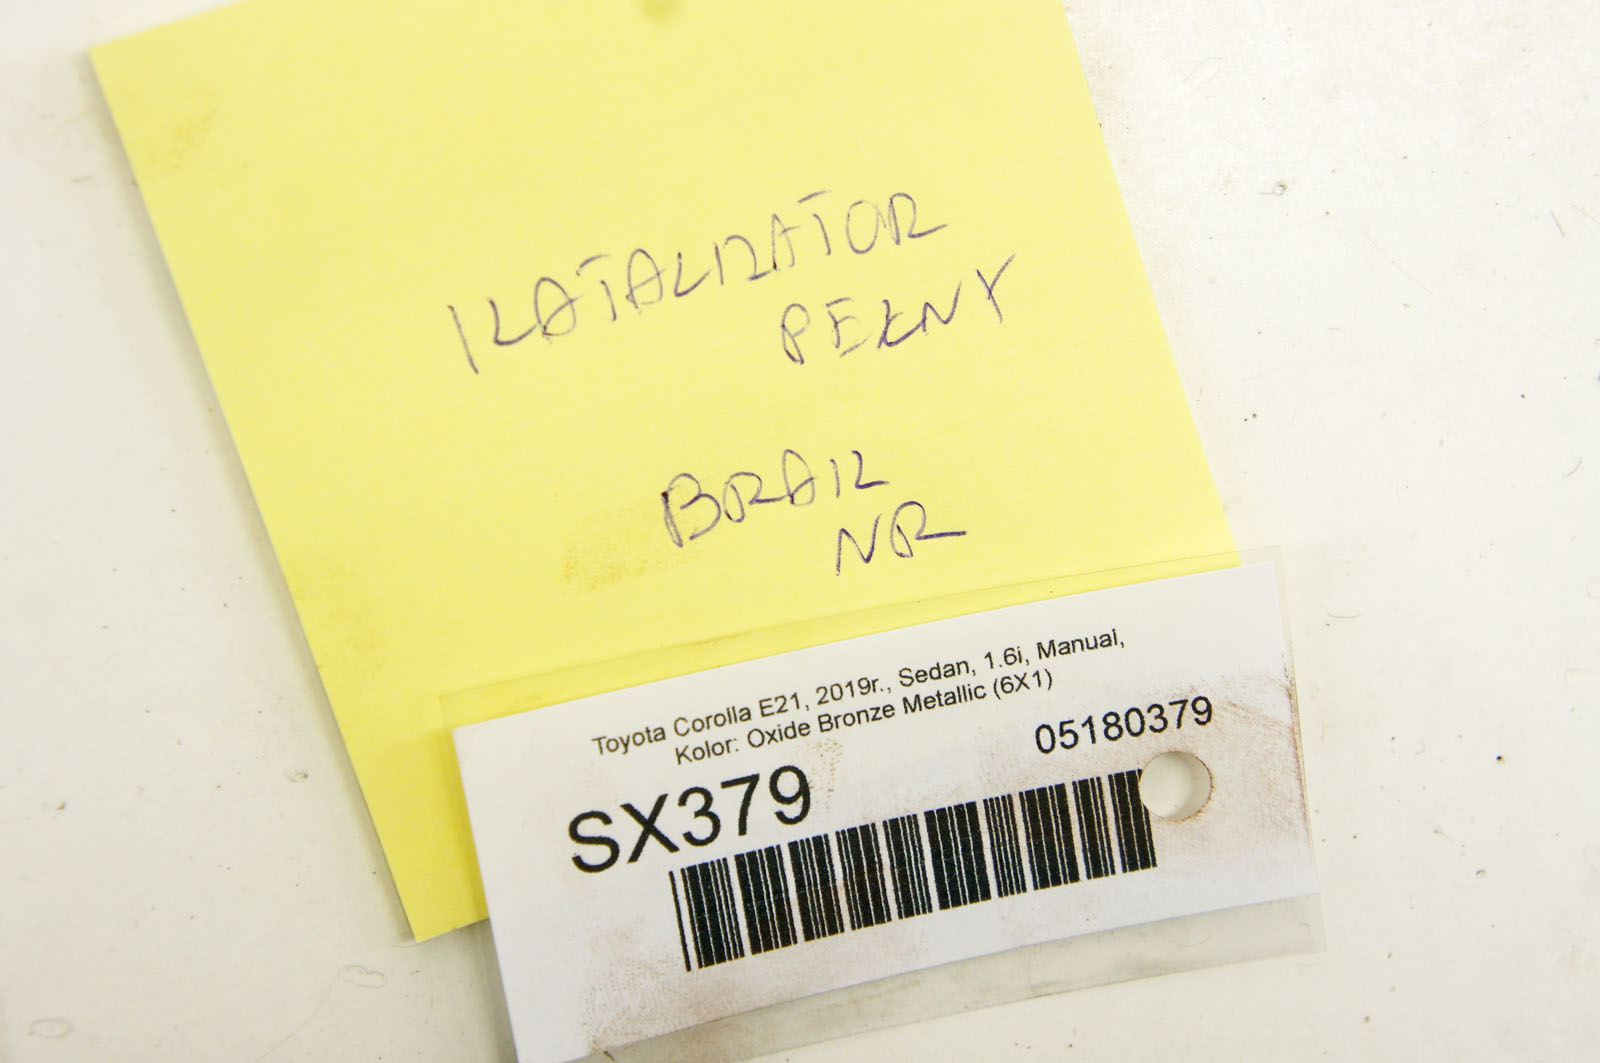 KATALIZATOR
PEŁNY
BRAK
NR
Toyota Corolla E21, 2019r., Sedan, 1.6i, Manual,
Kolor: Oxide Bronze Metallic (6X1)
05180379
SX379